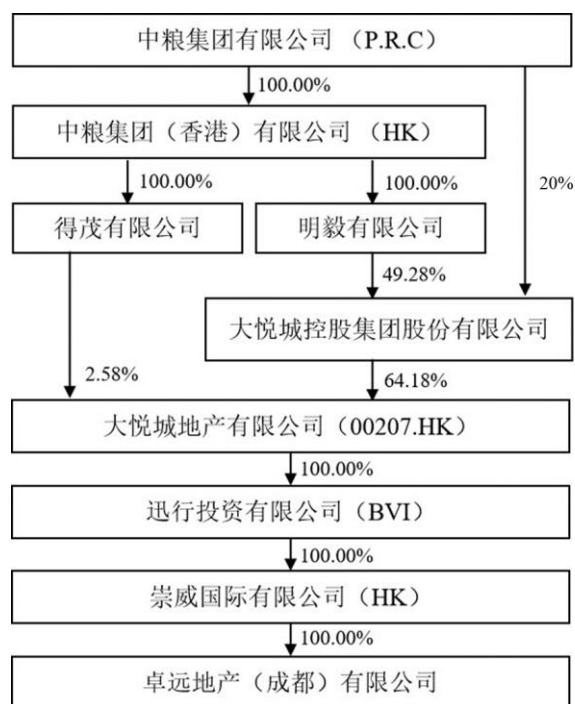 中粮集团有限公司 （P.R.C）
100.00%
中粮集团（香港）有限公司 （HK）
100.00%
100.00%
20%
得茂有限公司
明毅有限公司
49.28%
大悦城控股集团股份有限公司
2.58%
64.18%
大悦城地产有限公司（00207.HK）
100.00%
迅行投资有限公司（BVI）
100.00%
崇威国际有限公司（HK）
100.00%
卓远地产（成都）有限公司